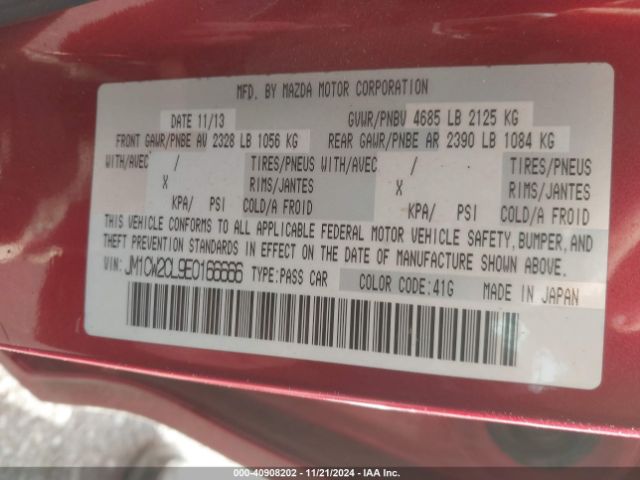 MFD. BY MAZDA MOTOR CORPORATION
DATE 11/13 GVWR/PNBV 4685 LB 2125 KG
FRONT GAWR/PNBE AV 2328 LB 1056 KG REAR GAWR/PNBE AR 2390 LB 1084 KG
WITH/AVEC / TIRES/PNEUS WITH/AVEC / TIRES/PNEUS
X RIMS/JANTES X RIMS/JANTES
KPA/ PSI COLD/A FROID KPA/ PSI COLD/A FROID
THIS VEHICLE CONFORMS TO ALL APPLICABLE FEDERAL MOTOR VEHICLE SAFETY, BUMPER, AND
THEFT PREVENTION STANDARDS IN EFFECT ON THE DATE OF MANUFACTURE SHOWN ABOVE.
VIN: JM1CW2CL9E0166666 TYPE:PASS CAR COLOR CODE:41G MADE IN JAPAN
000-40908202 — 11/21/2024 — IAA Inc.